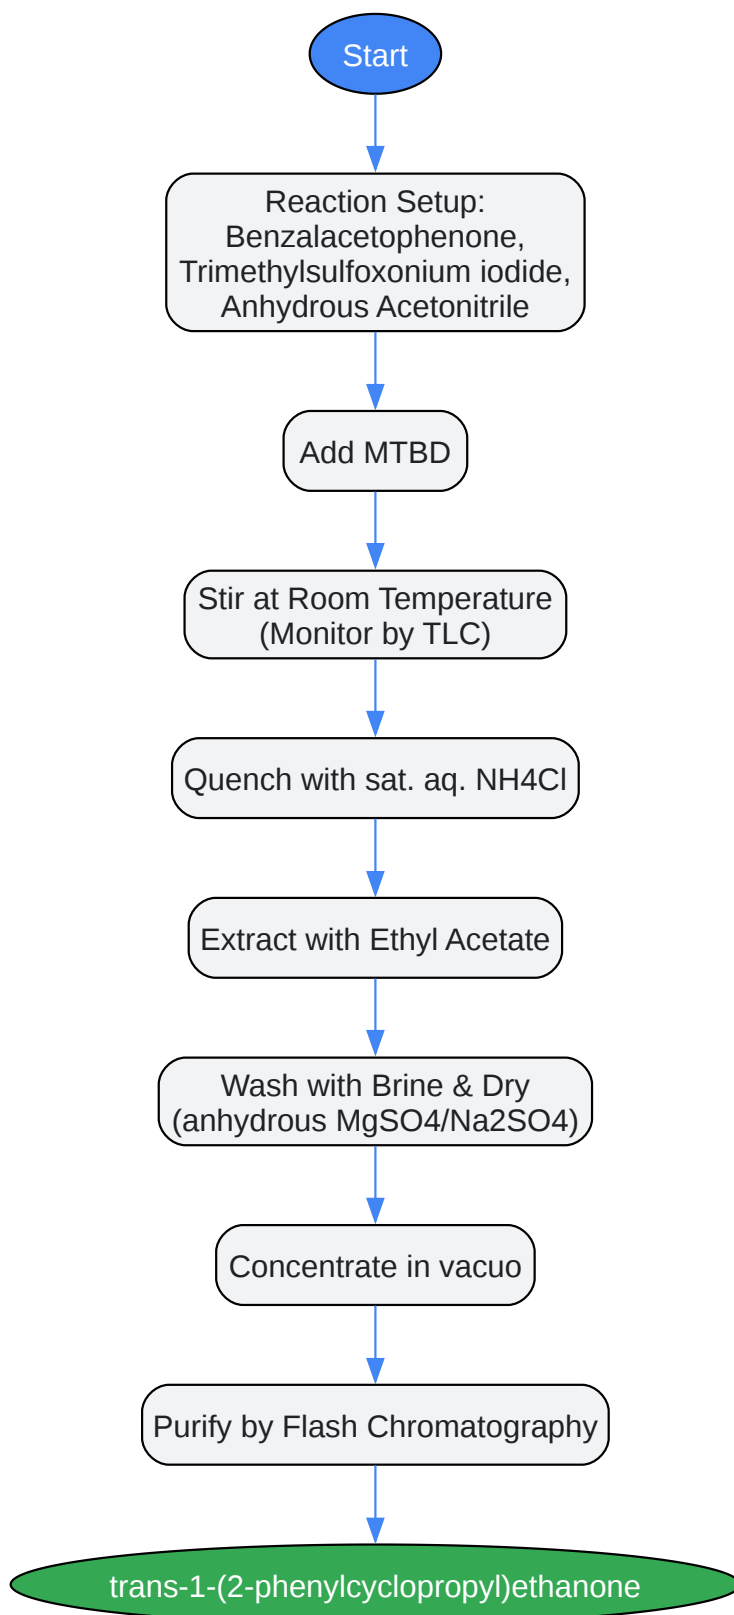 Start
Reaction Setup:
Benzalacetophenone,
Trimethylsulfoxonium iodide,
Anhydrous Acetonitrile
Add MTBD
Stir at Room Temperature
(Monitor by TLC)
Quench with sat. aq. NH4Cl
Extract with Ethyl Acetate
Wash with Brine & Dry
(anhydrous MgSO4/Na2SO4)
Concentrate in vacuo
Purify by Flash Chromatography
trans-1-(2-phenylcyclopropyl)ethanone